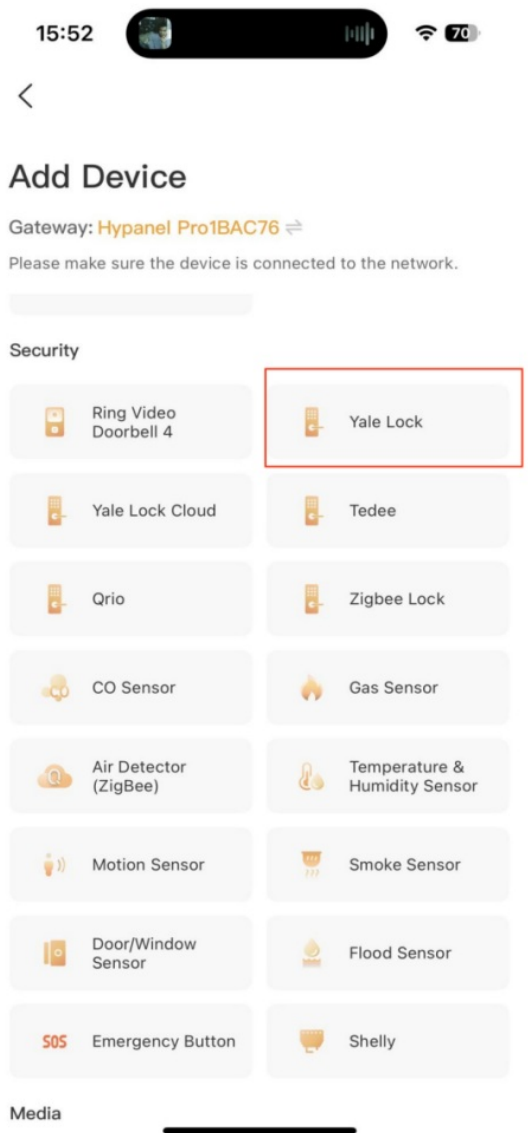 15:52
70
Add Device
Gateway: Hypanel Pro1BAC76
Please make sure the device is connected to the network.
Security
Ring Video
Doorbell 4
Yale Lock
Yale Lock Cloud
Tedee
Qrio
Zigbee Lock
CO
CO Sensor
Gas Sensor
Air Detector
(ZigBee)
Temperature &
Humidity Sensor
Motion Sensor
Smoke Sensor
Door/Window
Sensor
Flood Sensor
SOS
Emergency Button
Shelly
Media